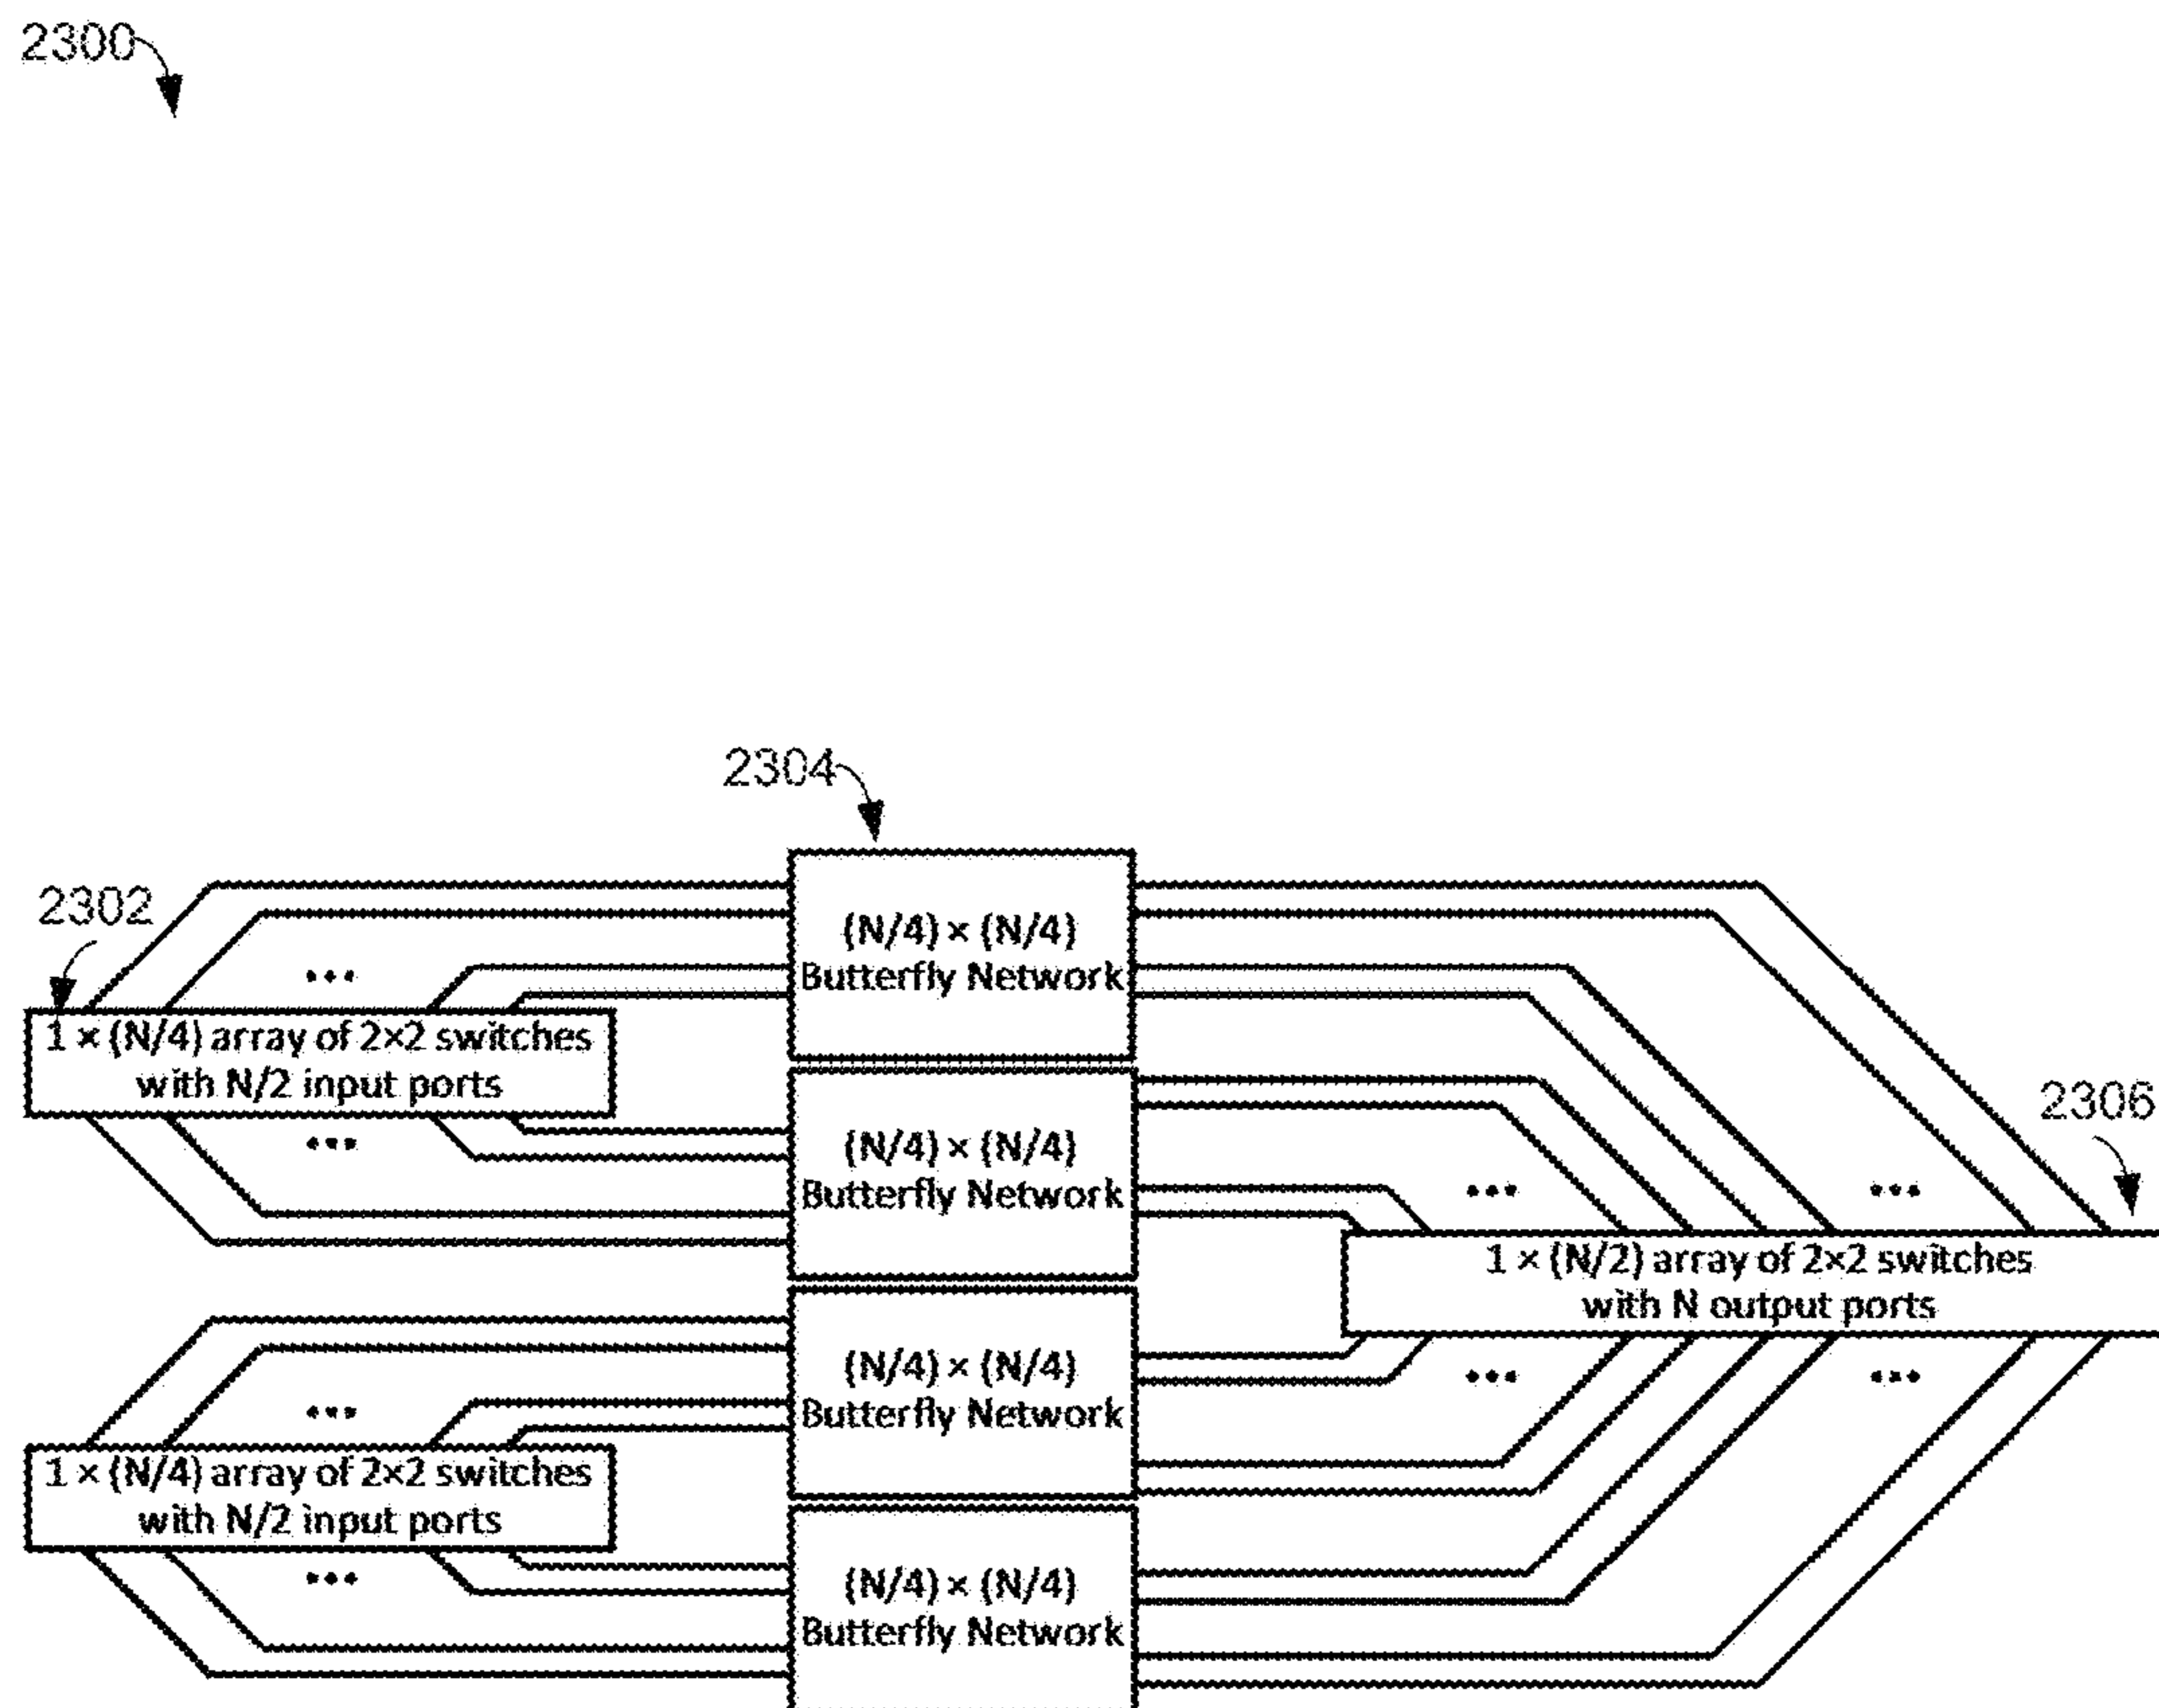 2300
2304
2302
(N/4) × (N/4)
Butterfly Network
1 × (N/4) array of 2×2 switches
with N/2 input ports
(N/4) × (N/4)
Butterfly Network
2306
1 × (N/2) array of 2×2 switches
with N output ports
(N/4) × (N/4)
Butterfly Network
1 × (N/4) array of 2×2 switches
with N/2 input ports
(N/4) × (N/4)
Butterfly Network